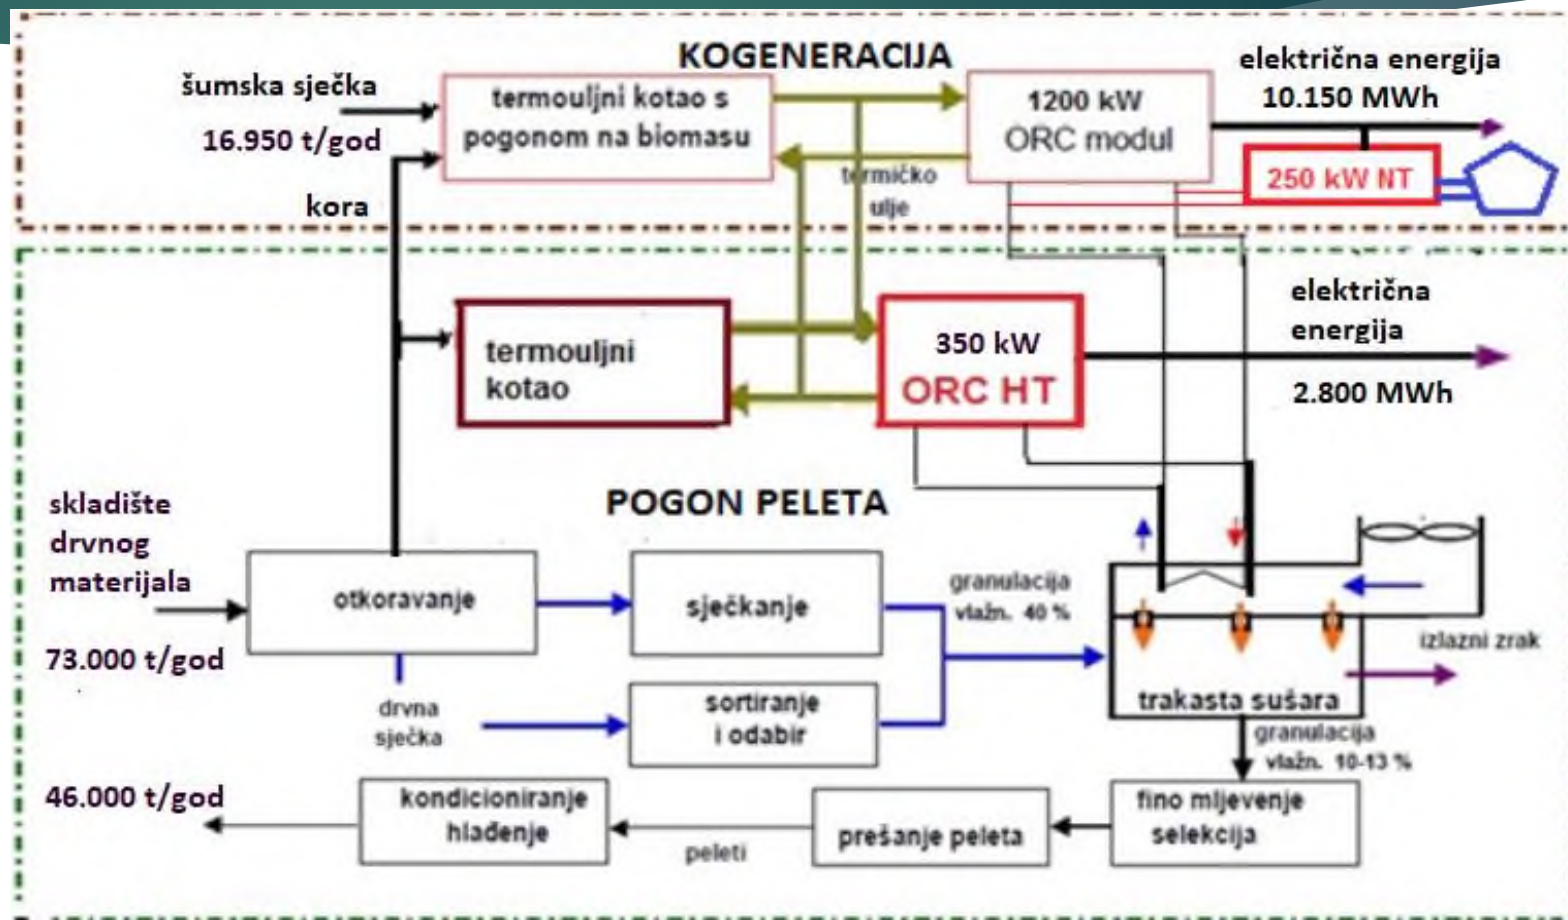 KOGENERACIJA
šumska sječka
16.950 t/god
kora
termouljni kotao s
pogonom na biomasu
termičko
ulje
1200 kW
ORC modul
električna energija
10.150 MWh
250 kW NT
termouljni
kotao
350 kW
ORC HT
električna
energija
2.800 MWh
POGON PELETA
skladište
drvnog
materijala
73.000 t/god
otkoravanje
sječkanje
granulacija
vlažn. 40 %
drvna
sječka
sortiranje
i odabir
izlazni zrak
trakasta sušara
granulacija
vlažn. 10-13 %
46.000 t/god
kondicioniranje
hlađenje
peleti
prešanje peleta
fino mljevenje
selekcija